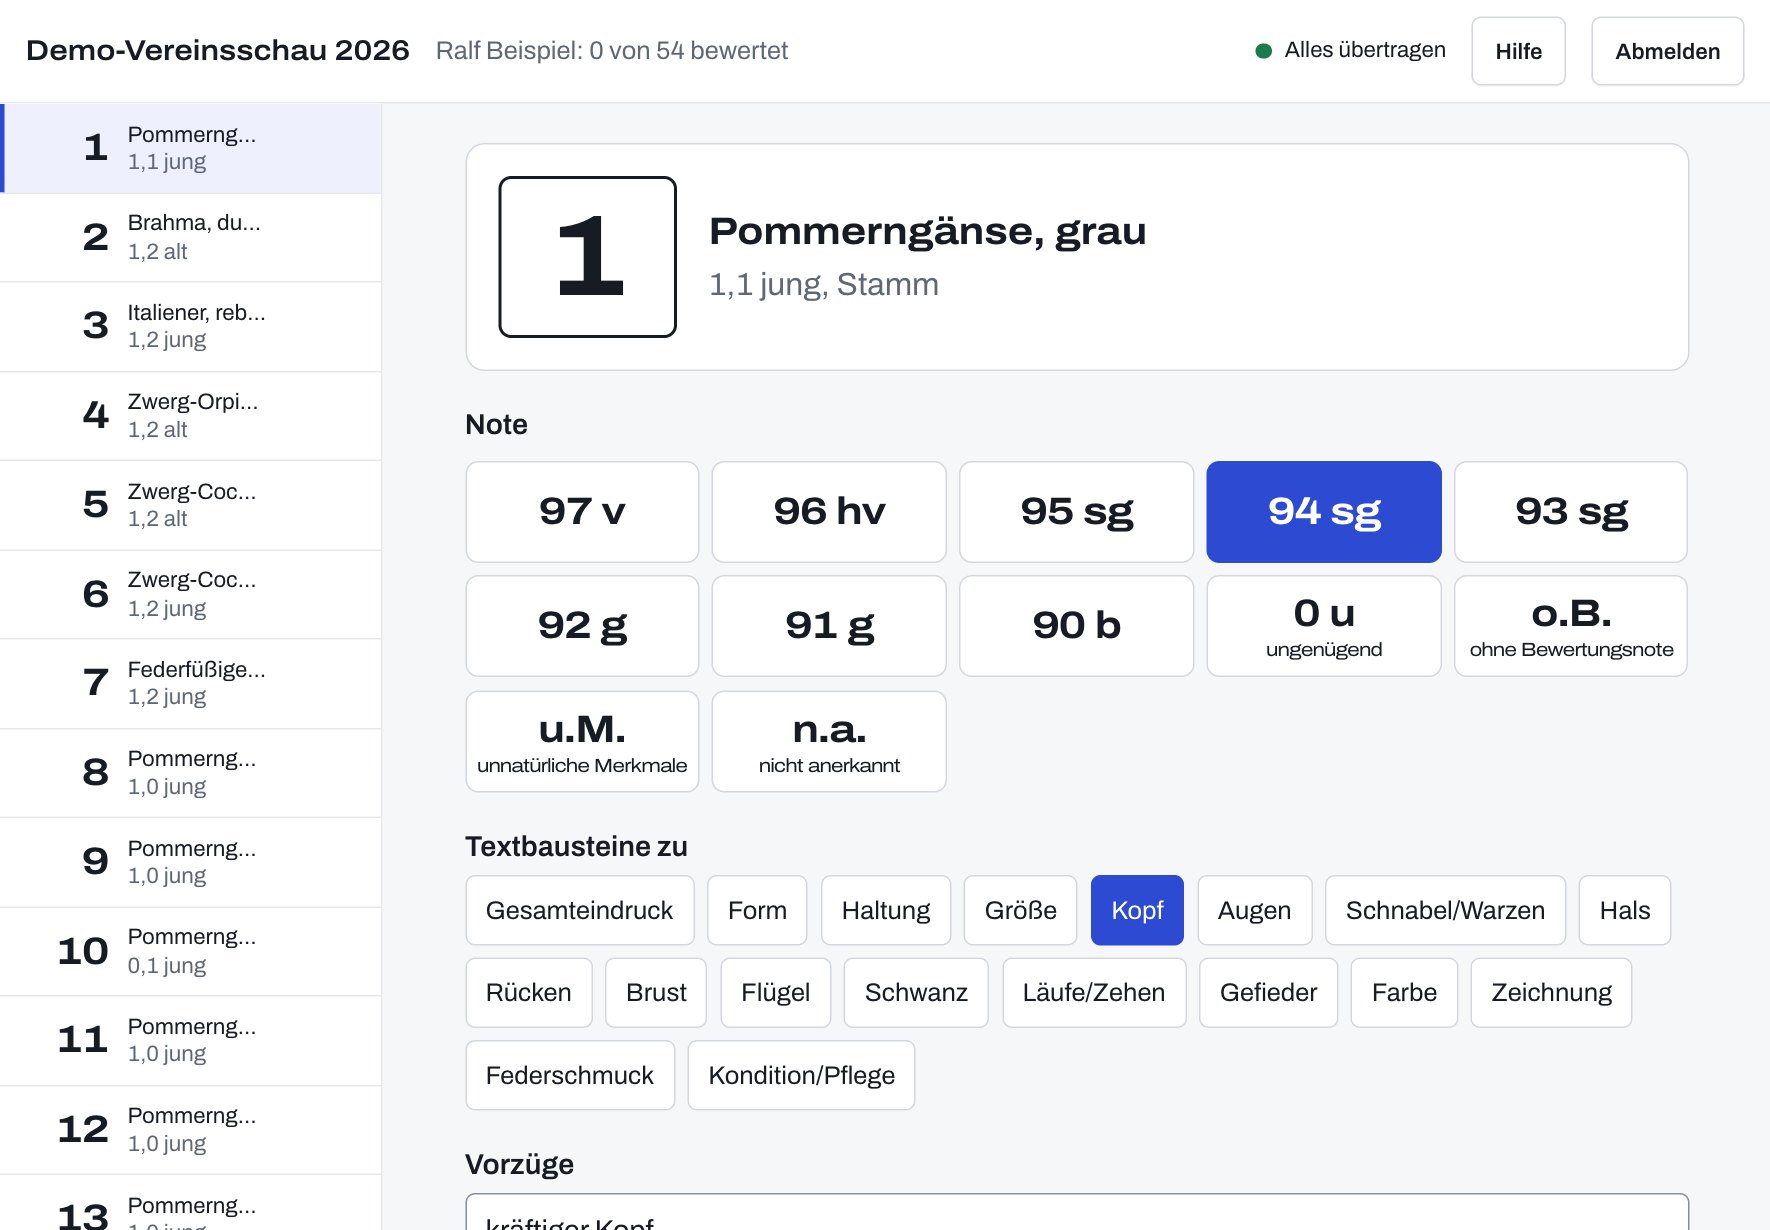 Demo-Vereinsschau 2026 Ralf Beispiel: 0 von 54 bewertet Alles übertragen Hilfe Abmelden
1 Pommerng...
1,1 jung
2 Brahma, du...
1,2 alt
3 Italiener, reb...
1,2 jung
4 Zwerg-Orpi...
1,2 alt
5 Zwerg-Coc...
1,2 alt
6 Zwerg-Coc...
1,2 jung
7 Federfüßige...
1,2 jung
8 Pommerng...
1,0 jung
9 Pommerng...
1,0 jung
10 Pommerng...
0,1 jung
11 Pommerng...
1,0 jung
12 Pommerng...
1,0 jung
13 Pommerng...
1,0 jung
1 Pommerngänse, grau
1,1 jung, Stamm
Note
97 v 96 hv 95 sg 94 sg 93 sg
92 g 91 g 90 b 0 u o.B.
ungenügend ohne Bewertungsnote
u.M. n.a.
unnatürliche Merkmale nicht anerkannt
Textbausteine zu
Gesamteindruck Form Haltung Größe Kopf Augen Schnabel/Warzen Hals
Rücken Brust Flügel Schwanz Läufe/Zehen Gefieder Farbe Zeichnung
Federschmuck Kondition/Pflege
Vorzüge
kräftiger Kopf